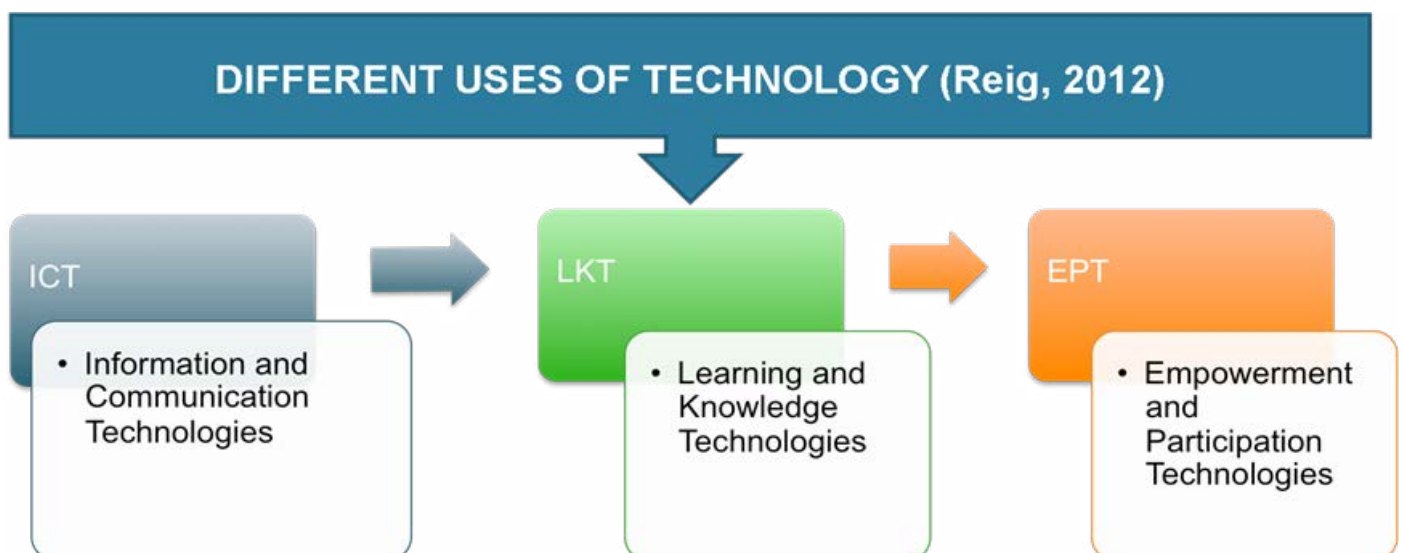 DIFFERENT USES OF TECHNOLOGY (Reig, 2012)
ICT
• Information and
Communication
Technologies
LKT
• Learning and
Knowledge
Technologies
EPT
• Empowerment
and
Participation
Technologies